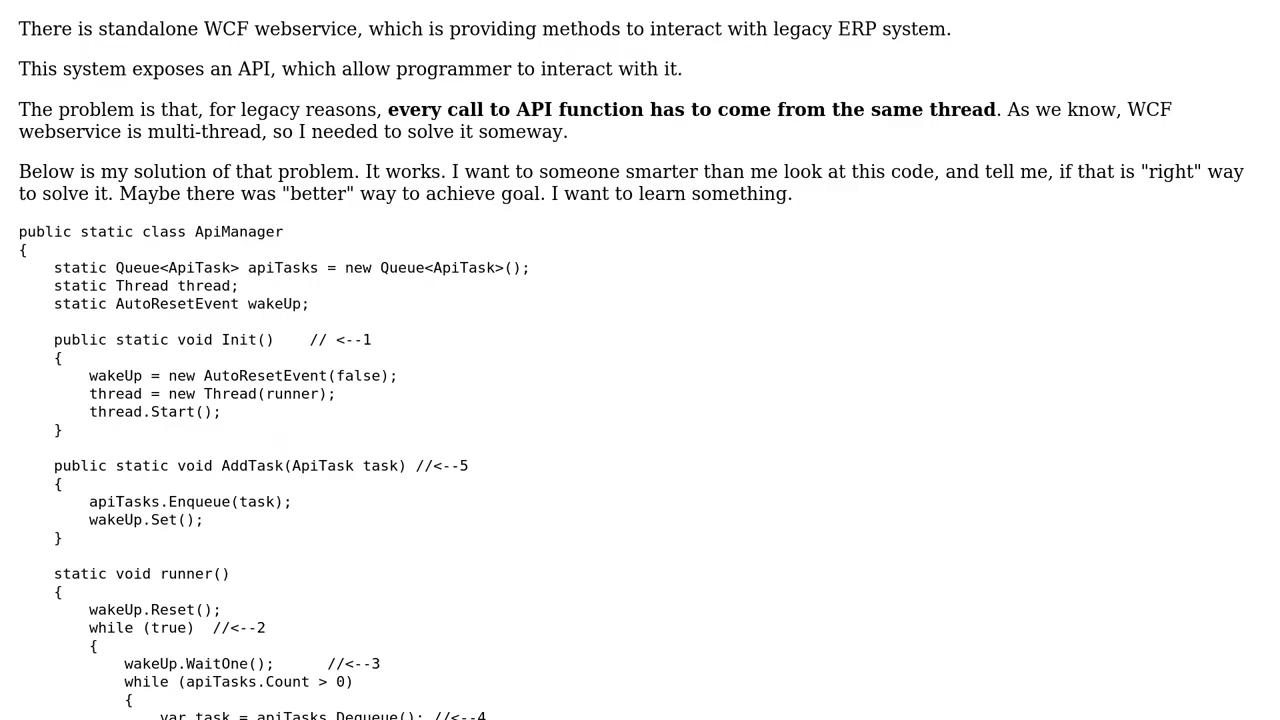 There is standalone WCF webservice, which is providing methods to interact with legacy ERP system.
This system exposes an API, which allow programmer to interact with it.
The problem is that, for legacy reasons, every call to API function has to come from the same thread. As we know, WCF
webservice is multi-thread, so I needed to solve it someway.
Below is my solution of that problem. It works. I want to someone smarter than me look at this code, and tell me, if that is "right" way
to solve it. Maybe there was "better" way to achieve goal. I want to learn something.
public static class ApiManager
{
    static Queue<ApiTask> apiTasks = new Queue<ApiTask>();
    static Thread thread;
    static AutoResetEvent wakeUp;
    public static void Init()    // <--1
    {
        wakeUp = new AutoResetEvent(false);
        thread = new Thread(runner);
        thread.Start();
    }
    public static void AddTask(ApiTask task) //<--5
    {
        apiTasks.Enqueue(task);
        wakeUp.Set();
    }
    static void runner()
    {
        wakeUp.Reset();
        while (true)  //<--2
        {
            wakeUp.WaitOne();      //<--3
            while (apiTasks.Count > 0)
            {
                var task = apiTasks.Dequeue(); //<--4